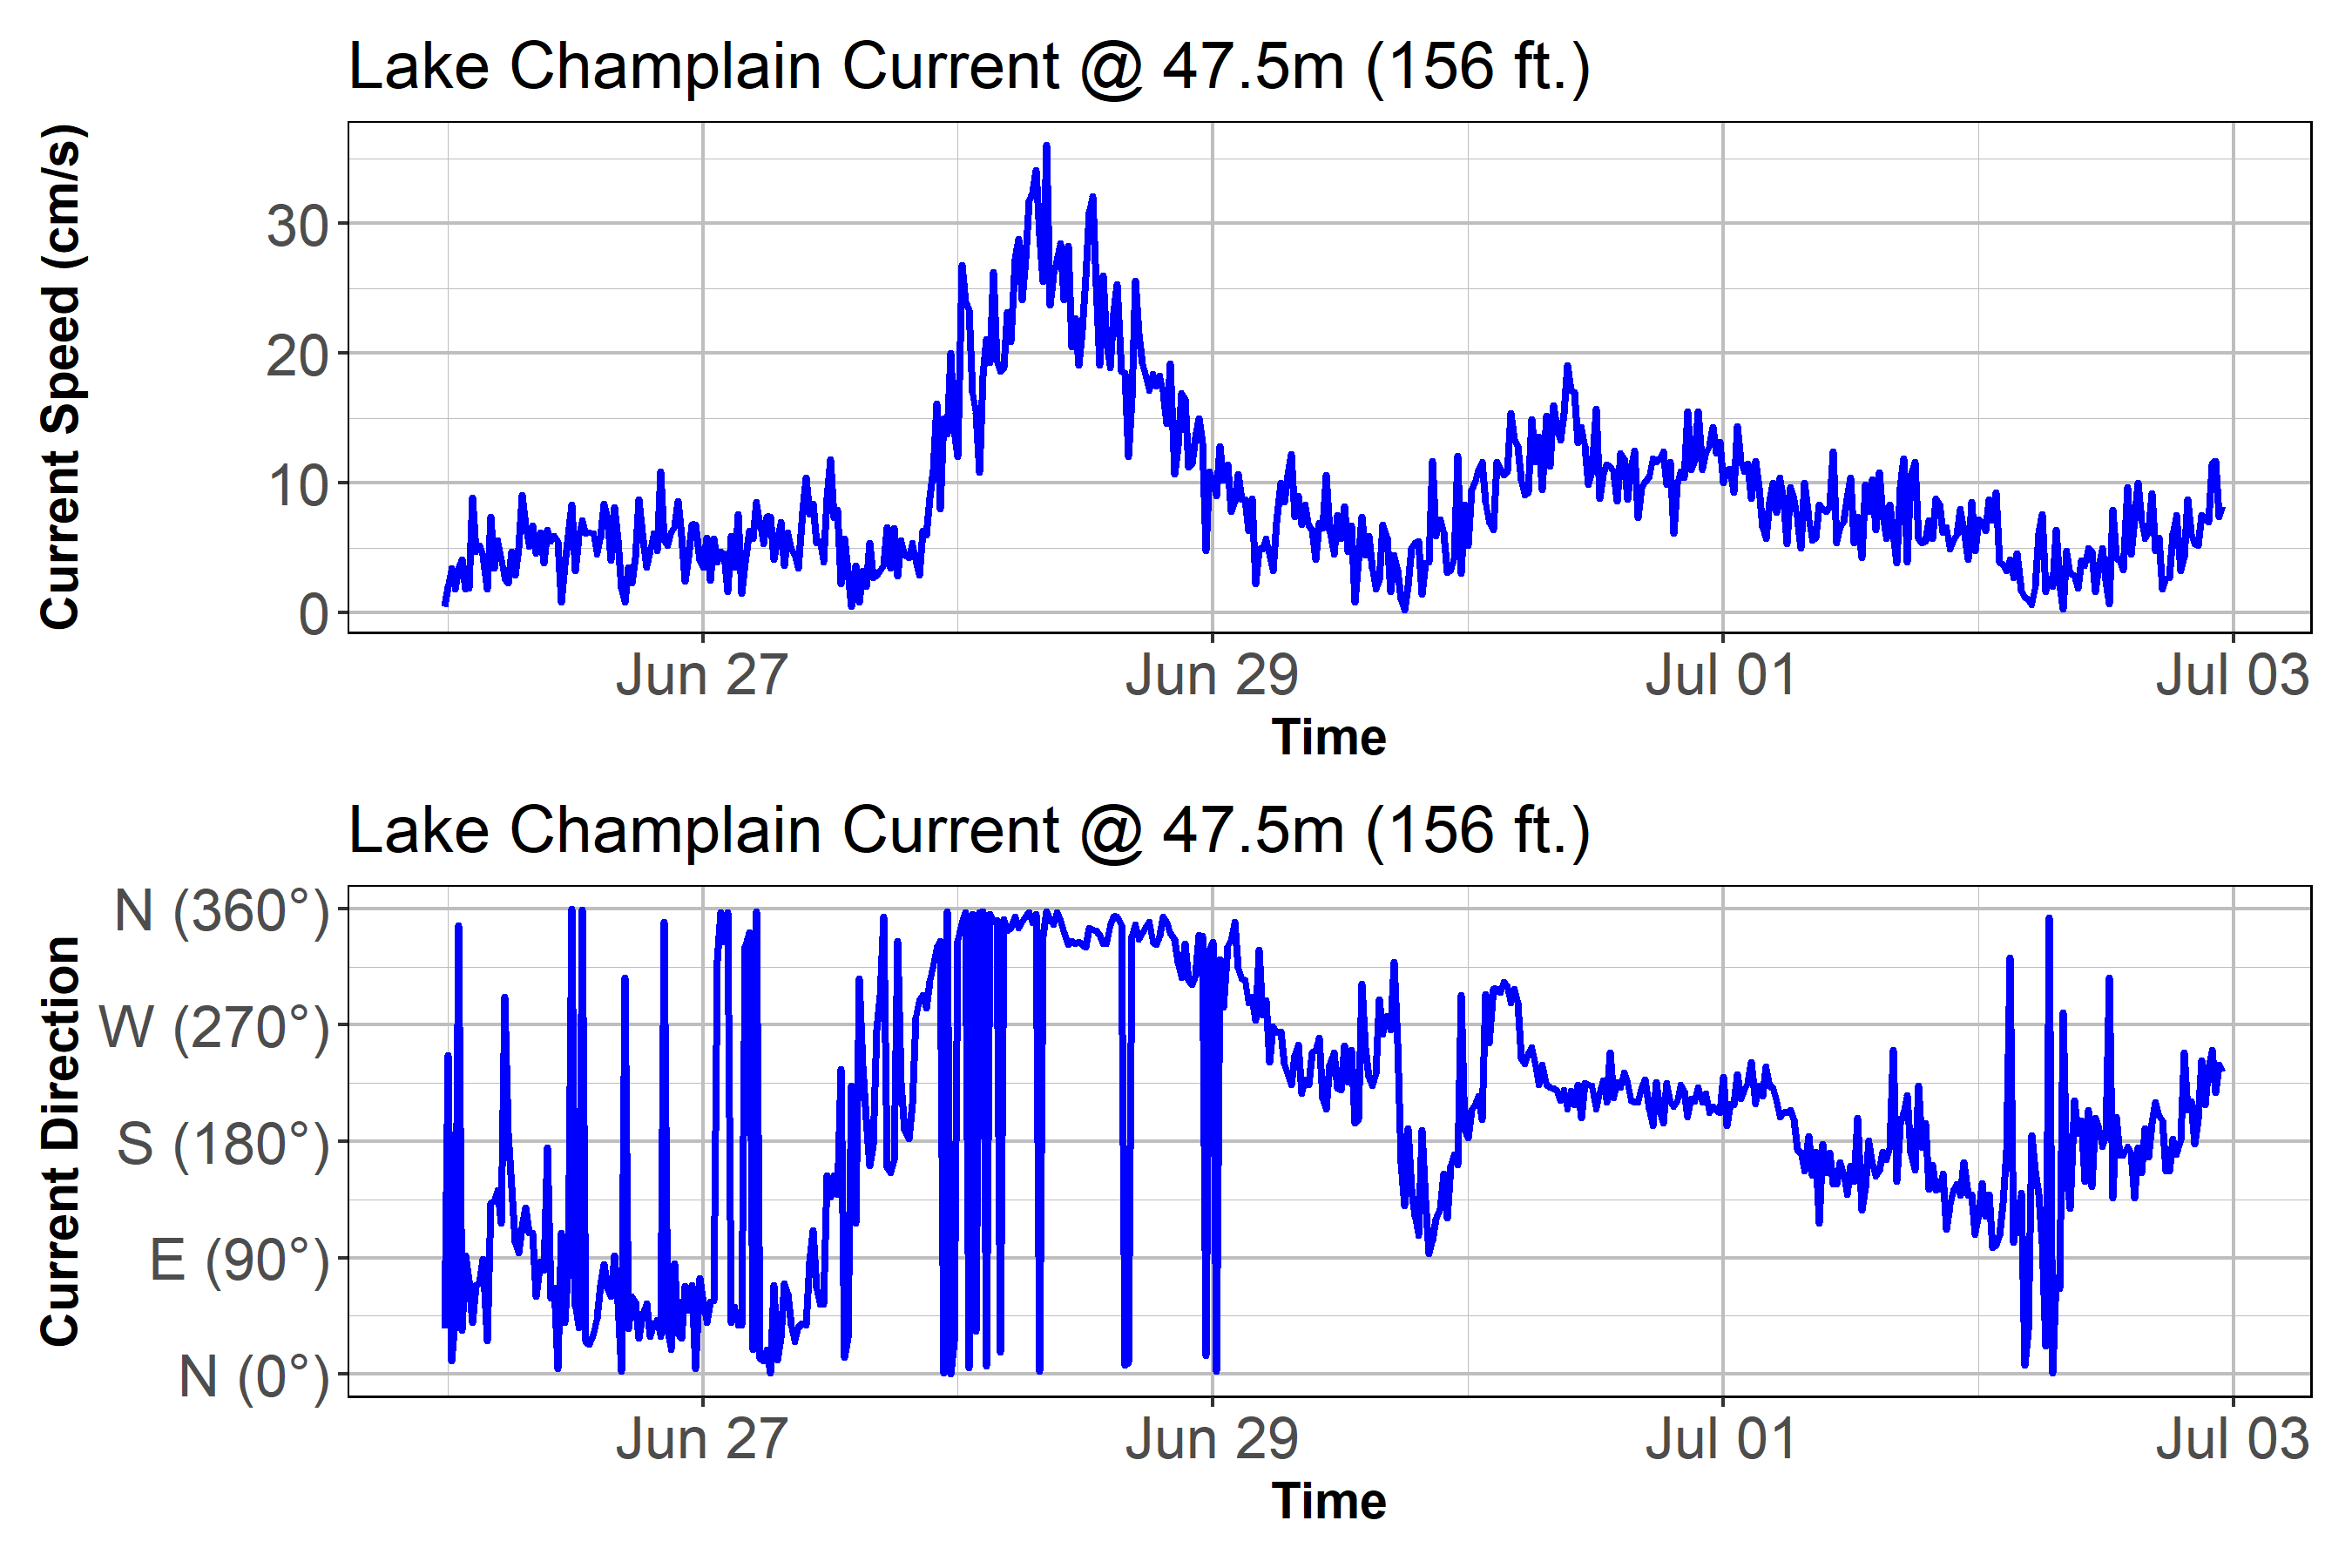 Lake Champlain Current @ 47.5m (156 ft.)
Current Speed (cm/s)
30
20
10
0
Jun 27 Jun 29 Jul 01 Jul 03
Time
Lake Champlain Current @ 47.5m (156 ft.)
Current Direction
N (360°)
W (270°)
S (180°)
E (90°)
N (0°)
Jun 27 Jun 29 Jul 01 Jul 03
Time